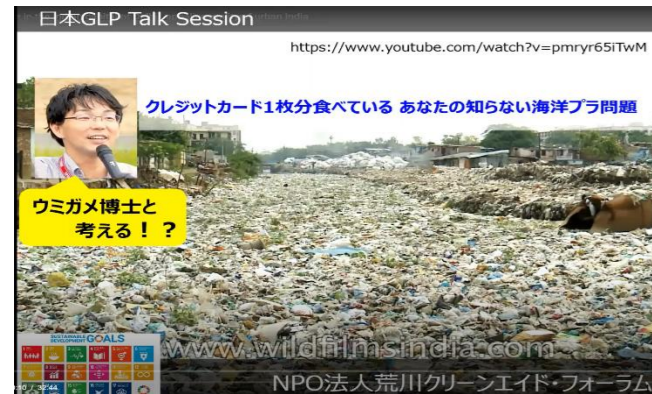 日本GLP Talk Session
https://www.youtube.com/watch?v=pmryr65iTwM
クレジットカード1枚分食べている あなたの知らない海洋プラ問題
ウミガメ博士と
考える！？
SUSTAINABLE
DEVELOPMENT GOALS
www.wildfilmsindia.com
NPO法人荒川クリーンエイド・フォーラム
/ 32:44